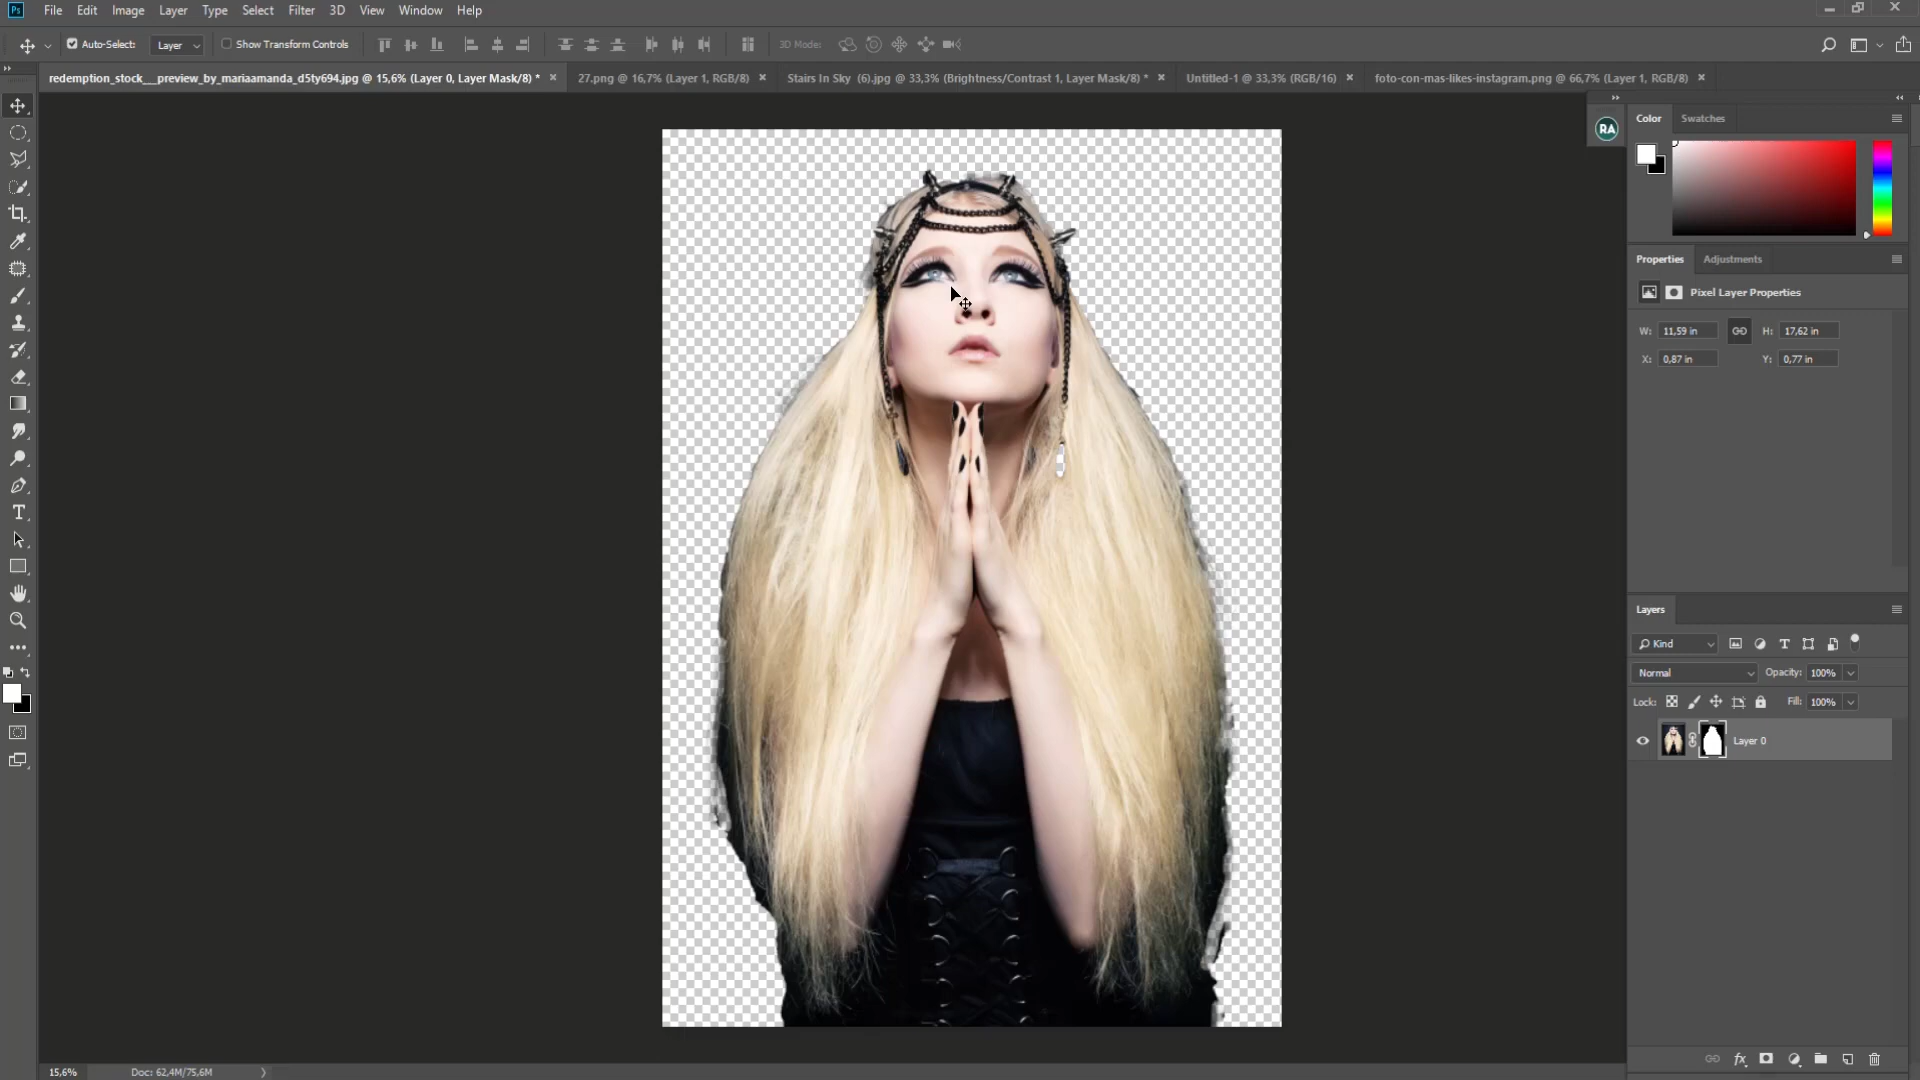 Ps File Edit Image Layer Type Select Filter 3D View Window Help
Auto-Select: Layer Show Transform Controls 3D Mode:
redemption_stock___preview_by_mariaamanda_d5ty694.jpg @ 15,6% (Layer 0, Layer Mask/8) * 27.png @ 16,7% (Layer 1, RGB/8) Stairs In Sky (6).jpg @ 33,3% (Brightness/Contrast 1, Layer Mask/8) * Untitled-1 @ 33,3% (RGB/16) foto-con-mas-likes-instagram.png @ 66,7% (Layer 1, RGB/8)
RA
Color Swatches
Properties Adjustments
Pixel Layer Properties
W: 11,59 in H: 17,62 in
X: 0,87 in Y: 0,77 in
Layers
Kind
Normal Opacity: 100%
Lock: Fill: 100%
Layer 0
15,6% Doc: 62,4M/75,6M